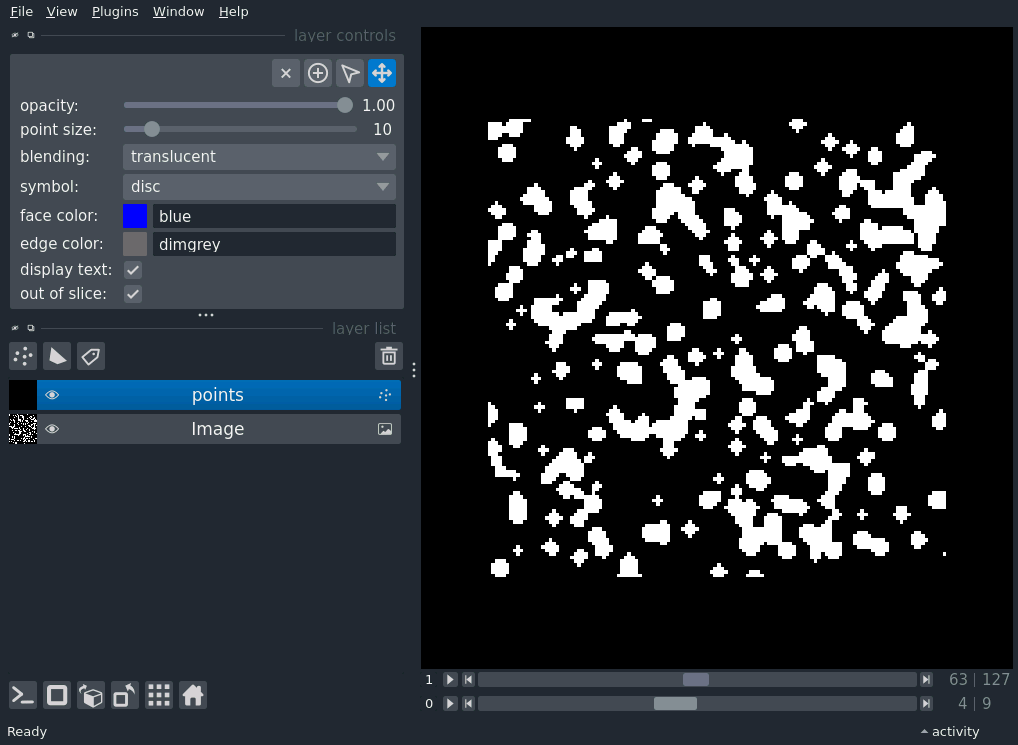 File View Plugins Window Help
layer controls
opacity: 1.00
point size: 10
blending: translucent
symbol: disc
face color: blue
edge color: dimgrey
display text:
out of slice:
layer list
points
Image
1 63 | 127
0 4 | 9
Ready activity